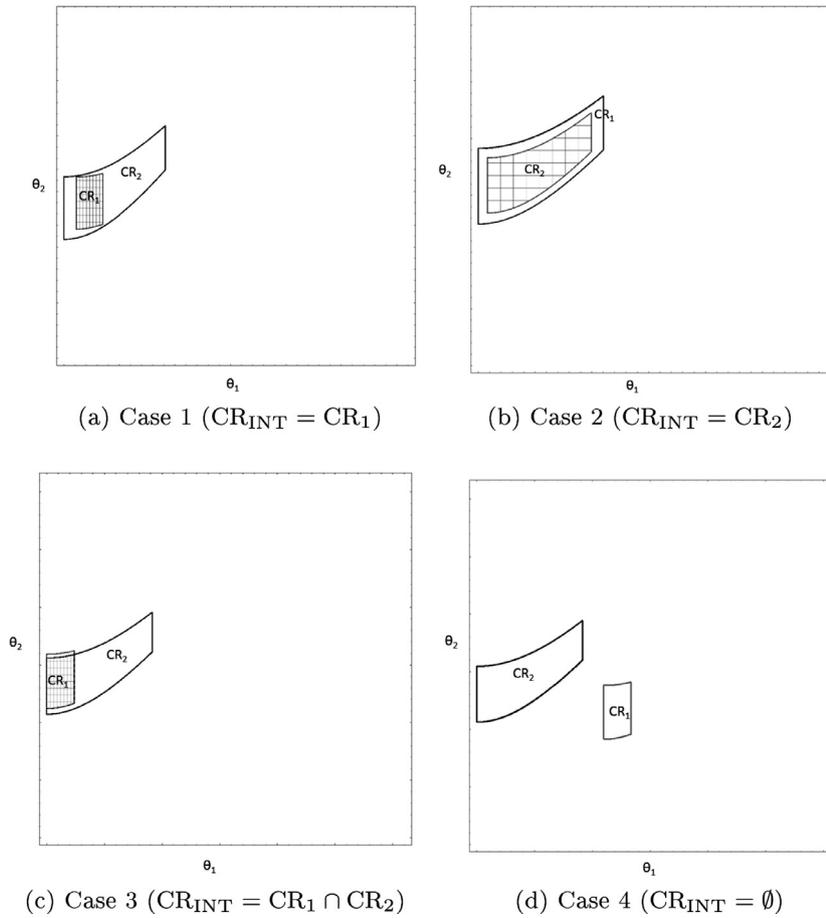 θ₂
CR₁
CR₂
θ₁
(a) Case 1 (CR_INT = CR₁)
θ₂
CR₁
CR₂
θ₁
(b) Case 2 (CR_INT = CR₂)
θ₂
CR₁
CR₂
θ₁
(c) Case 3 (CR_INT = CR₁ ∩ CR₂)
θ₂
CR₂
CR₁
θ₁
(d) Case 4 (CR_INT = ∅)